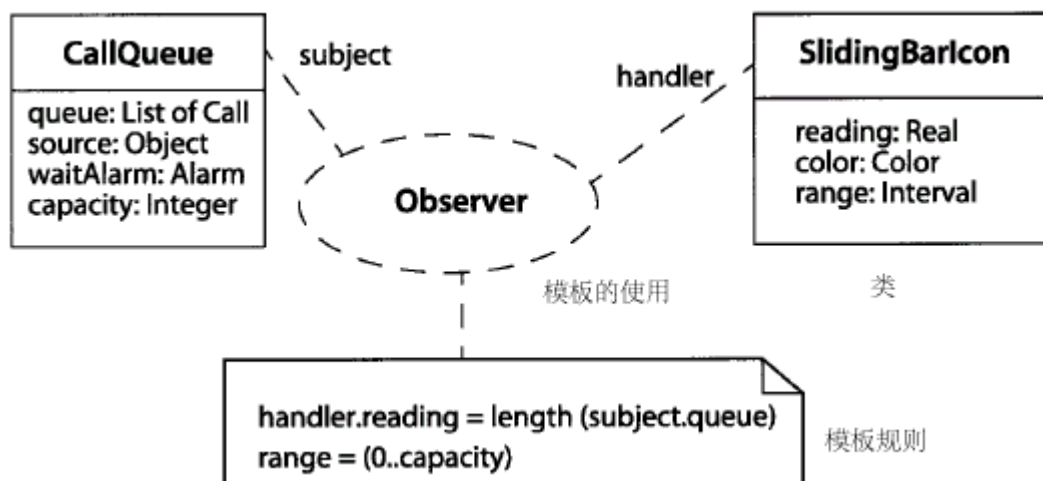 CallQueue
queue: List of Call
source: Object
waitAlarm: Alarm
capacity: Integer
subject
handler
SlidingBarIcon
reading: Real
color: Color
range: Interval
Observer
模板的使用
类
handler.reading = length (subject.queue)
range = (0..capacity)
模板规则